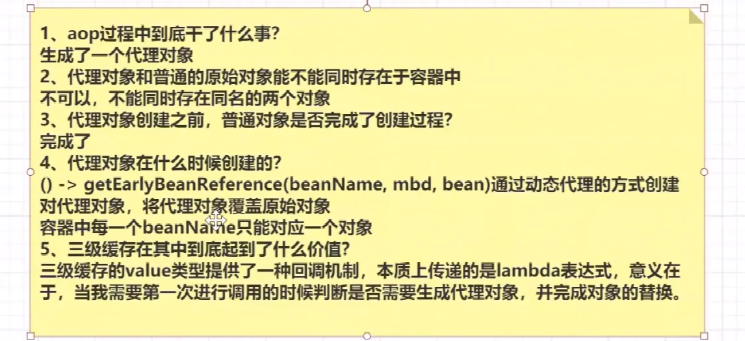 1、aop过程中到底干了什么事？
生成了一个代理对象
2、代理对象和普通的原始对象能不能同时存在于容器中
不可以，不能同时存在同名的两个对象
3、代理对象创建之前，普通对象是否完成了创建过程？
完成了
4、代理对象在什么时候创建的？
() -> getEarlyBeanReference(beanName, mbd, bean)通过动态代理的方式创建
对代理对象，将代理对象覆盖原始对象
容器中每一个beanName只能对应一个对象
5、三级缓存在其中到底起到了什么价值？
三级缓存的value类型提供了一种回调机制，本质上传递的是lambda表达式，意义在
于，当我需要第一次进行调用的时候判断是否需要生成代理对象，并完成对象的替换。